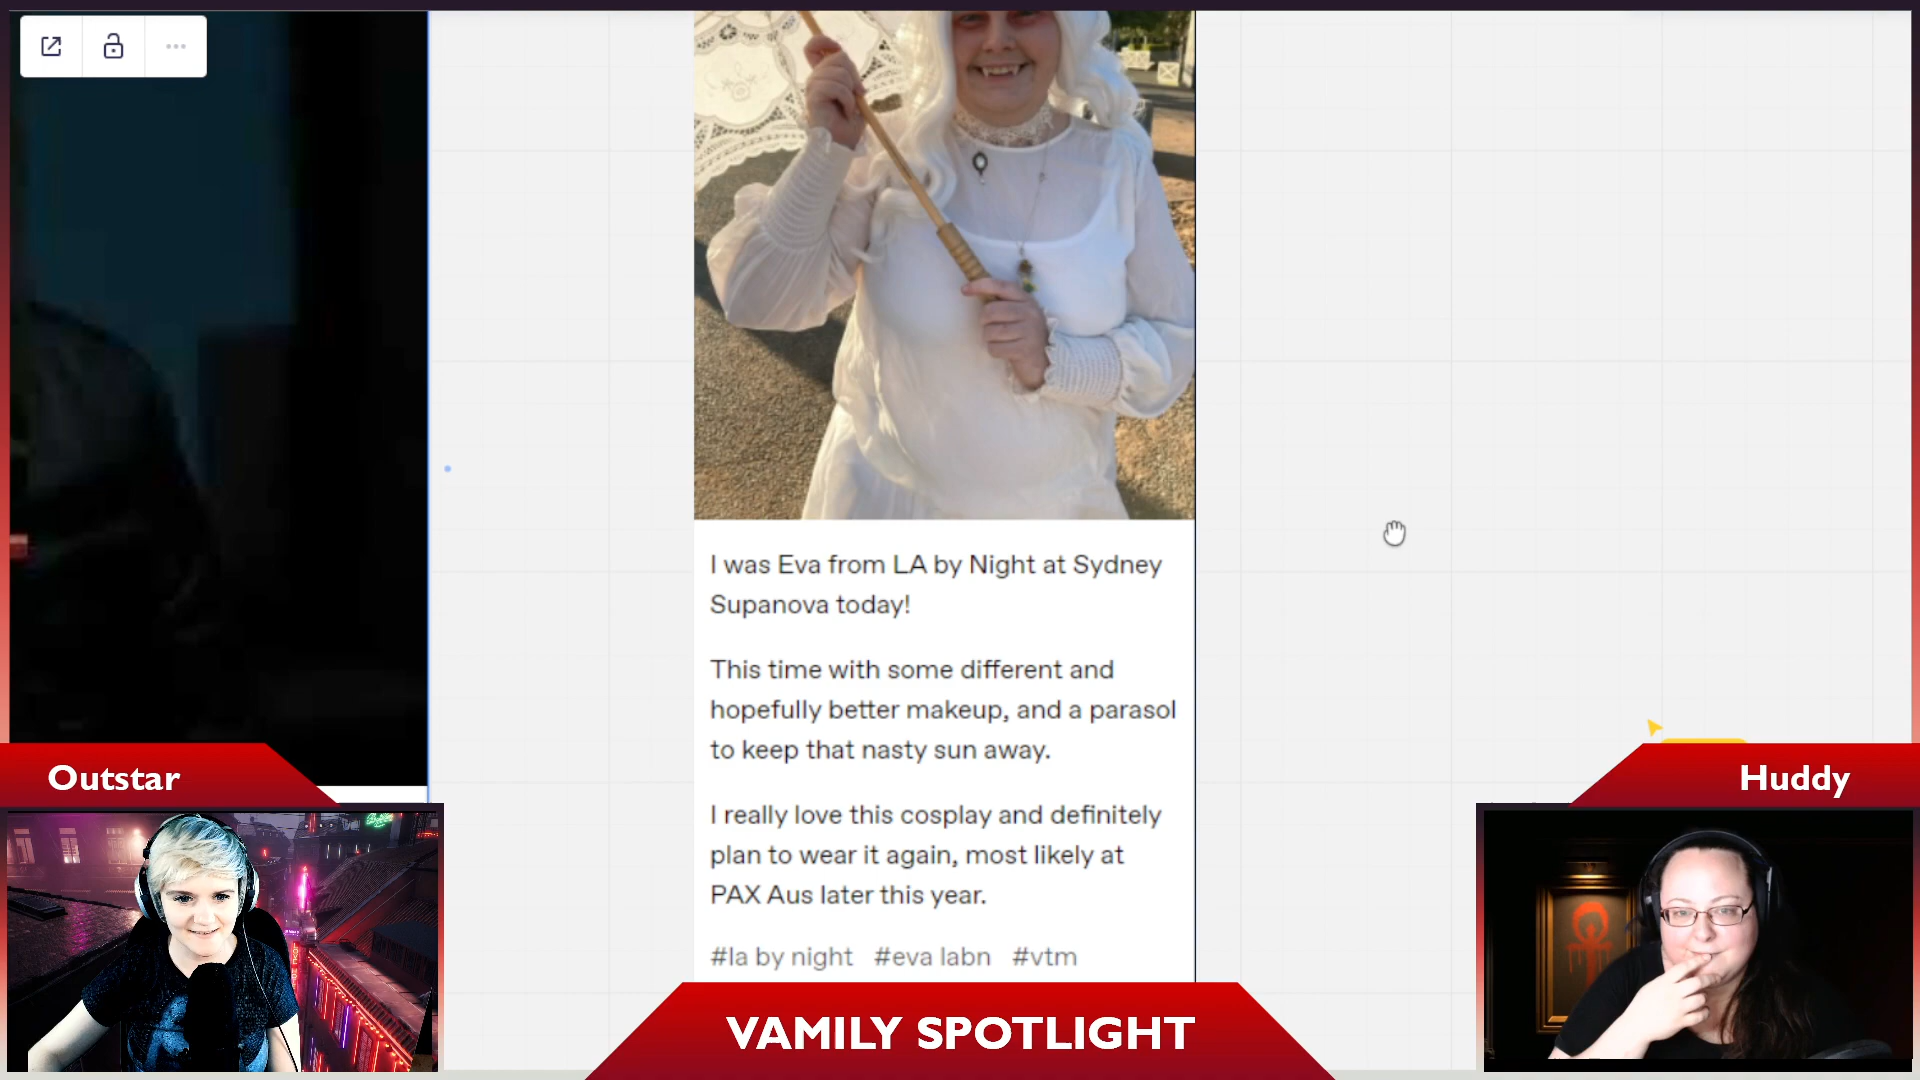 I was Eva from LA by Night at Sydney
Supanova today!
This time with some different and
hopefully better makeup, and a parasol
to keep that nasty sun away.
I really love this cosplay and definitely
plan to wear it again, most likely at
PAX Aus later this year.
#la by night #eva labn #vtm
Outstar
Huddy
VAMILY SPOTLIGHT